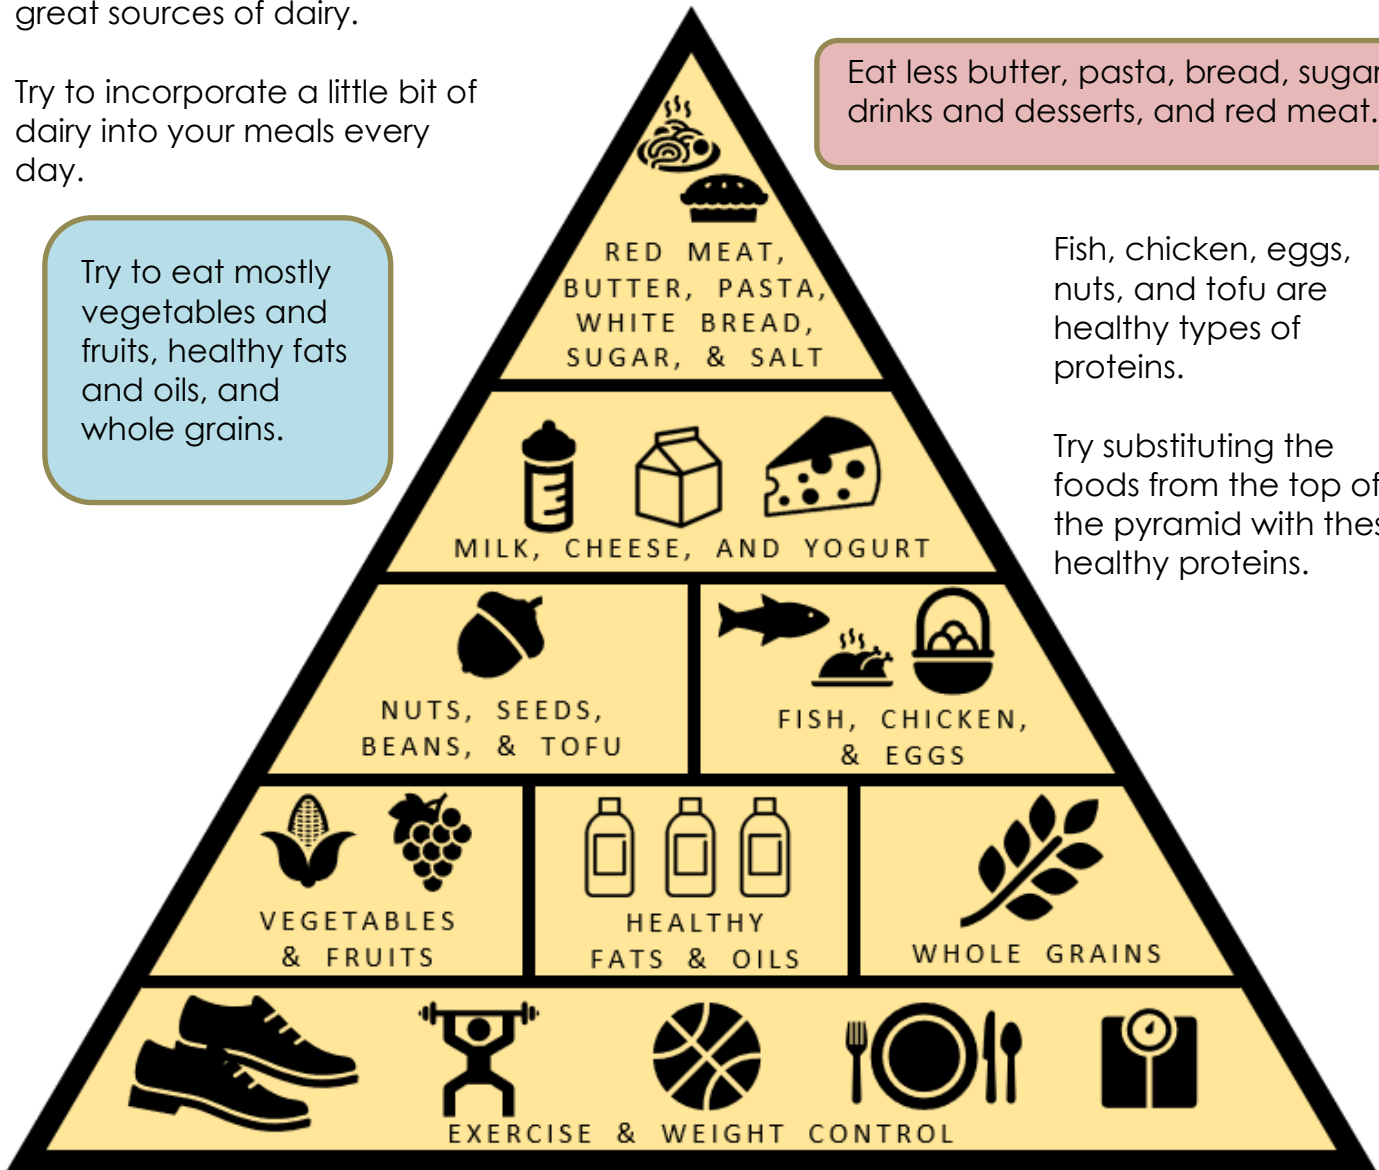 great sources of dairy.
Try to incorporate a little bit of
dairy into your meals every
day.
Eat less butter, pasta, bread, sugar
drinks and desserts, and red meat.
Try to eat mostly
vegetables and
fruits, healthy fats
and oils, and
whole grains.
Fish, chicken, eggs,
nuts, and tofu are
healthy types of
proteins.
Try substituting the
foods from the top of
the pyramid with
healthy proteins.
RED MEAT,
BUTTER, PASTA,
WHITE BREAD,
SUGAR, & SALT
MILK, CHEESE, AND YOGURT
NUTS, SEEDS,
BEANS, & TOFU
FISH, CHICKEN,
& EGGS
VEGETABLES
& FRUITS
HEALTHY
FATS & OILS
WHOLE GRAINS
EXERCISE & WEIGHT CONTROL